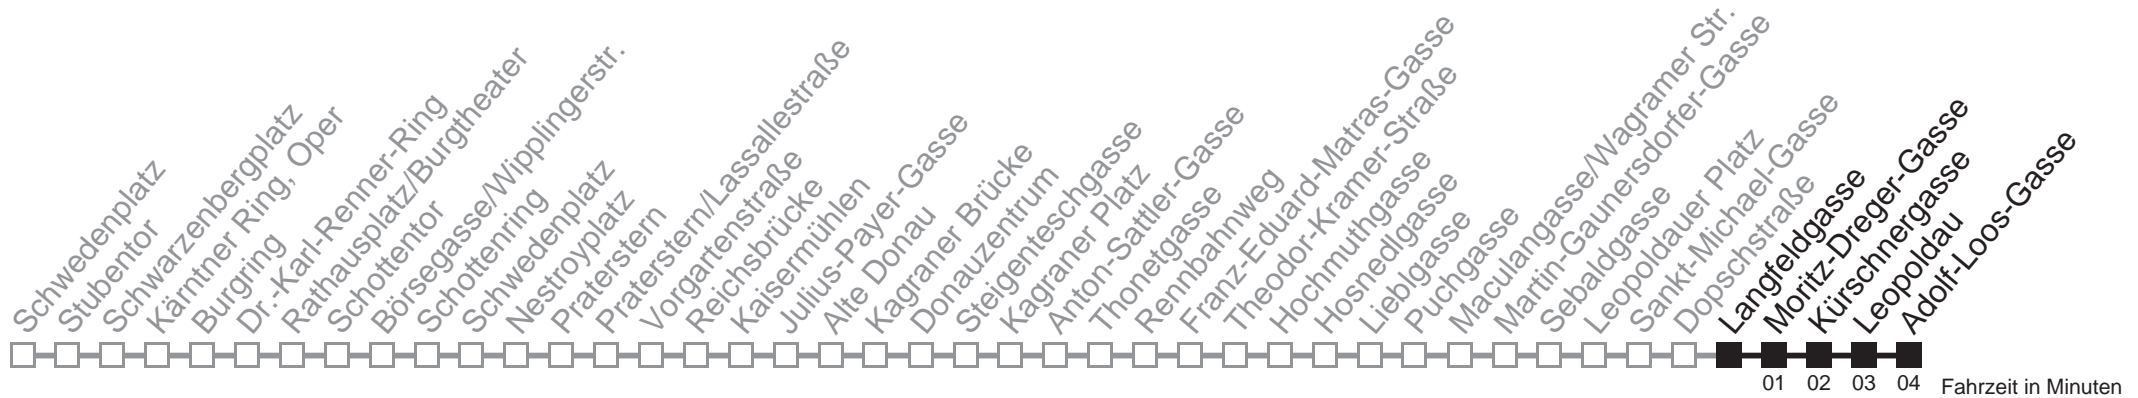 Schwedenplatz
Stubentor
Schwarzenbergplatz
Kärntner Ring, Oper
Burgring
Dr.-Karl-Renner-Ring
Rathausplatz/Burgtheater
Schottentor
Börsegasse/Wipplingerstr.
Schottenring
Schwedenplatz
Nestroyplatz
Praterstern
Praterstern/Lassallestraße
Vorgartenstraße
Reichsbrücke
Kaisermühlen
Julius-Payer-Gasse
Alte Donau
Kagraner Brücke
Donauzentrum
Steigenteschgasse
Kagraner Platz
Anton-Sattler-Gasse
Thonetgasse
Rennbahnweg
Franz-Eduard-Matras-Gasse
Theodor-Kramer-Straße
Hochmuthgasse
Hosnedlgasse
Lieblgasse
Puchgasse
Maculangasse/Wagramer Str.
Martin-Gaunersdorfer-Gasse
Sebaldgasse
Leopoldauer Platz
Sankt-Michael-Gasse
Dopschstraße
Langfeldgasse
Moritz-Dreger-Gasse
Kürschnergasse
Leopoldau
Adolf-Loos-Gasse
01 02 03 04 Fahrzeit in Minuten